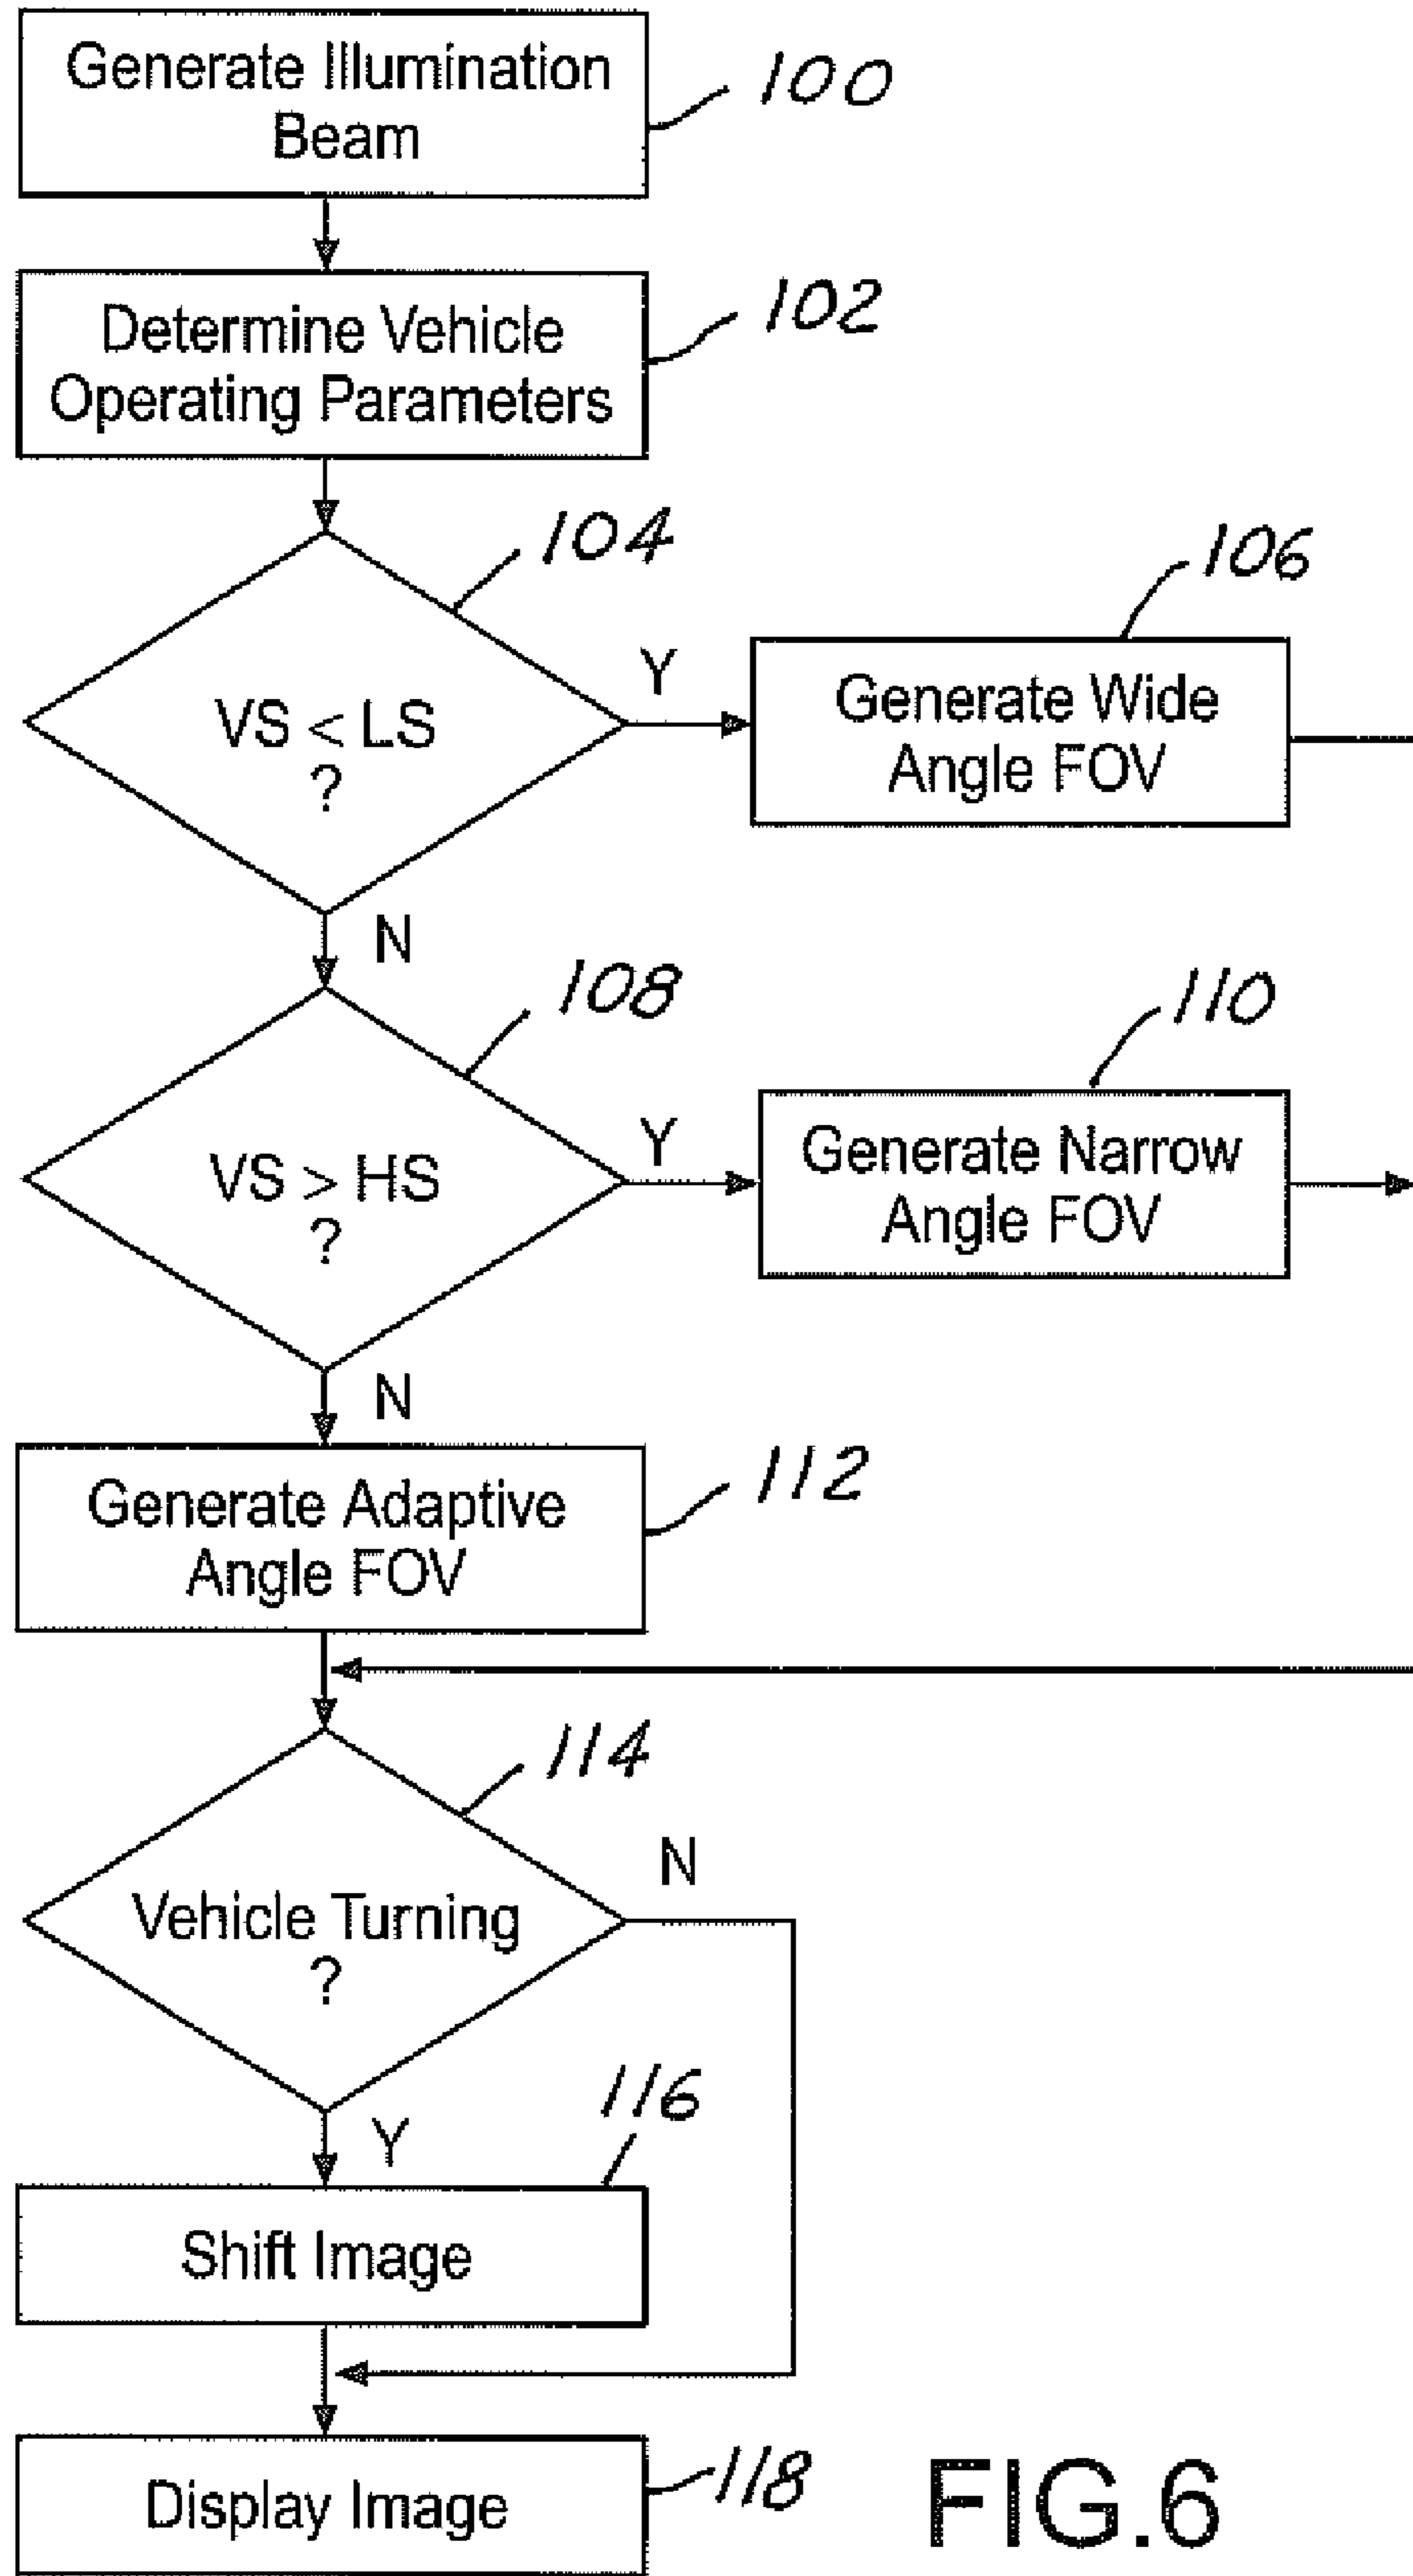 Generate Illumination
Beam
100
Determine Vehicle
Operating Parameters
102
104
VS < LS
?
Y
N
106
Generate Wide
Angle FOV
108
VS > HS
?
Y
N
110
Generate Narrow
Angle FOV
Generate Adaptive
Angle FOV
112
114
Vehicle Turning
?
N
Y
116
Shift Image
Display Image
118
FIG.6